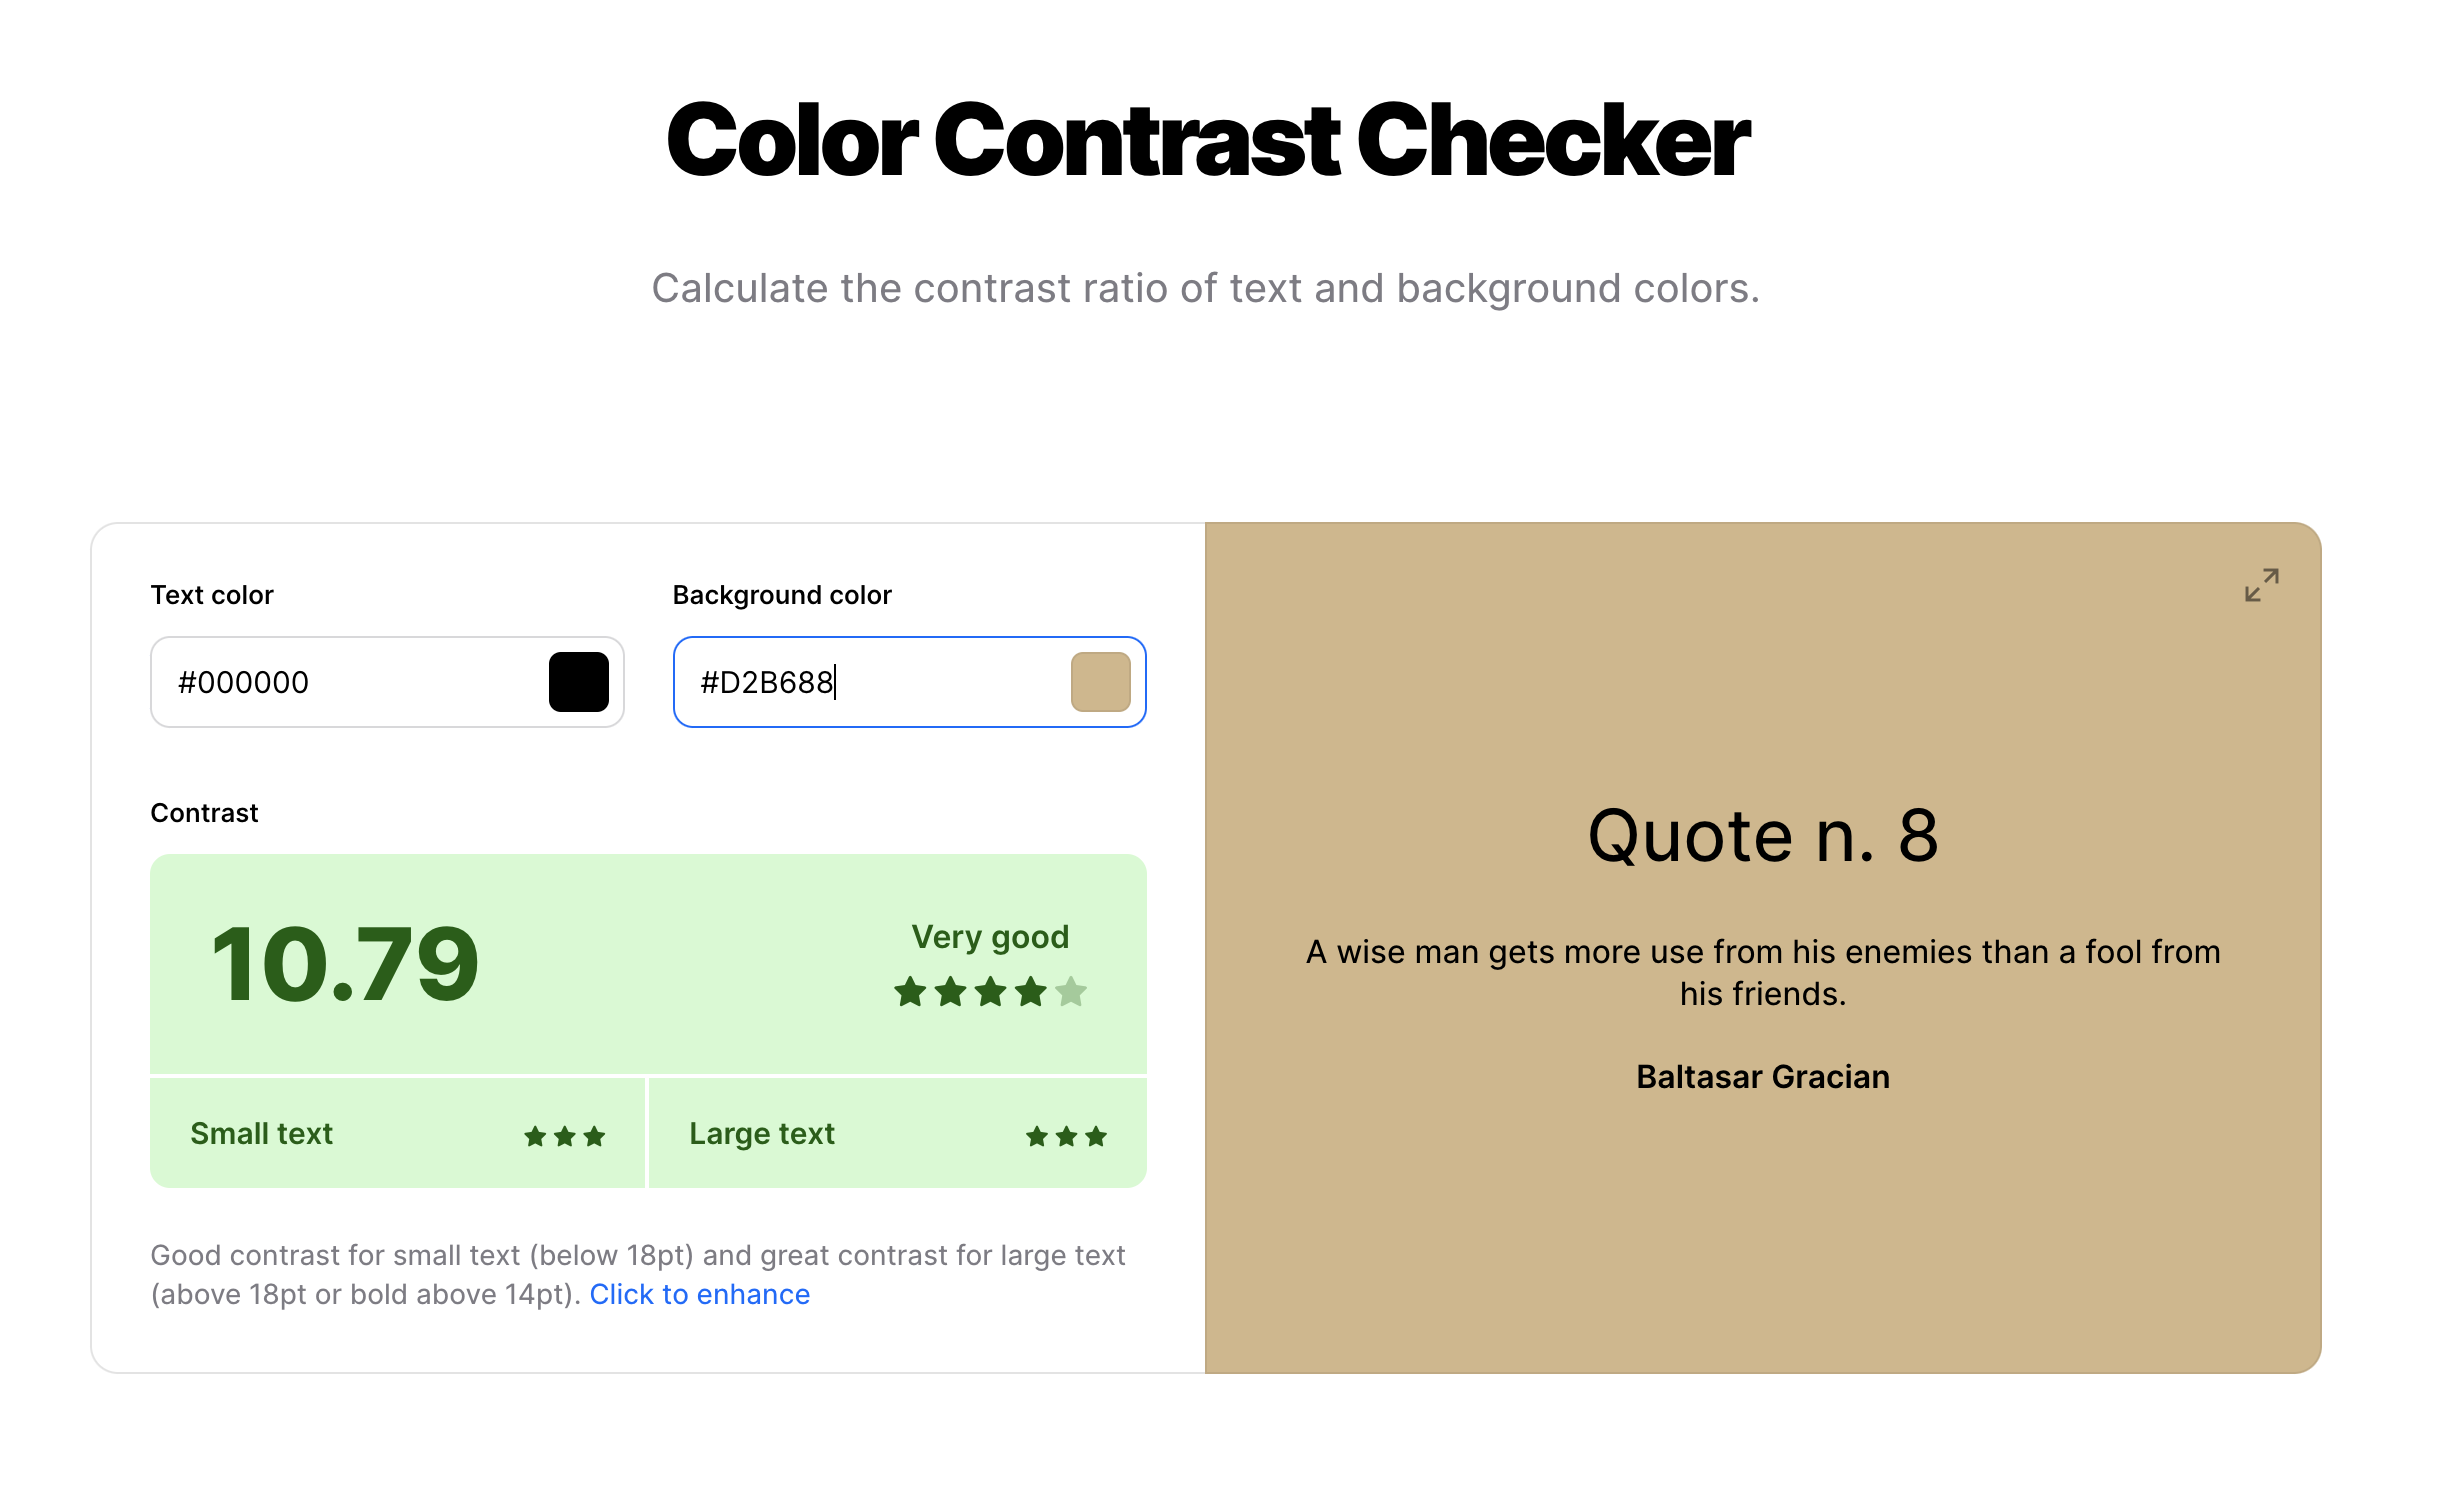 Color Contrast Checker
Calculate the contrast ratio of text and background colors.
Text color
#000000
Background color
#D2B688
Contrast
10.79
Very good
Small text
Large text
Good contrast for small text (below 18pt) and great contrast for large text
(above 18pt or bold above 14pt). Click to enhance
Quote n. 8
A wise man gets more use from his enemies than a fool from
his friends.
Baltasar Gracian